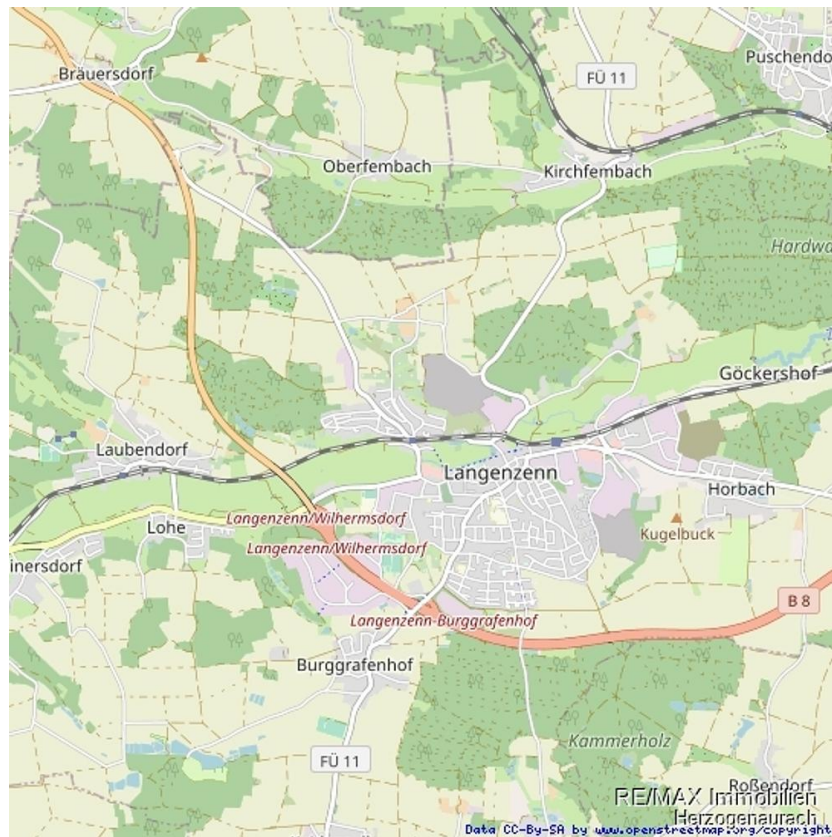 Puschendo
Bräuersdorf
FÜ 11
Oberfembach
Kirchfembach
Hardwa
Göckershof
Laubendorf
Langenzenn
Horbach
Langenzenn/Wilhermsdorf
Lohe
Kugelbuck
Langenzenn/Wilhermsdorf
inersdorf
B 8
Langenzenn-Burggrafenhof
Burggrafenhof
Kammerholz
FÜ 11
Roßendorf
RE/MAX Immobilien
Herzogenaurach
Data CC-By-SA by www.openstreetmap.org/copyright